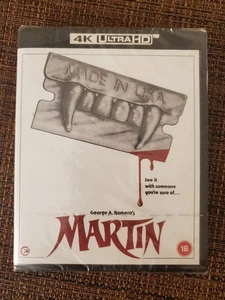 4K ULTRA HD
MADE IN U.S.A.
See it
with someone
you're sure of...
George A. Romero's
MARTIN
18